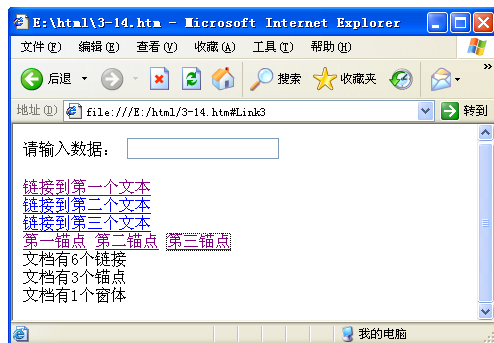 E:\html\3-14.htm - Microsoft Internet Explorer
文件(F) 编辑(E) 查看(V) 收藏(A) 工具(T) 帮助(H)
后退 搜索 收藏夹 »
地址(D) file:///E:/html/3-14.htm#Link3 转到
请输入数据：
链接到第一个文本
链接到第二个文本
链接到第三个文本
第一锚点 第二锚点 第三锚点
文档有6个链接
文档有3个锚点
文档有1个窗体
我的电脑